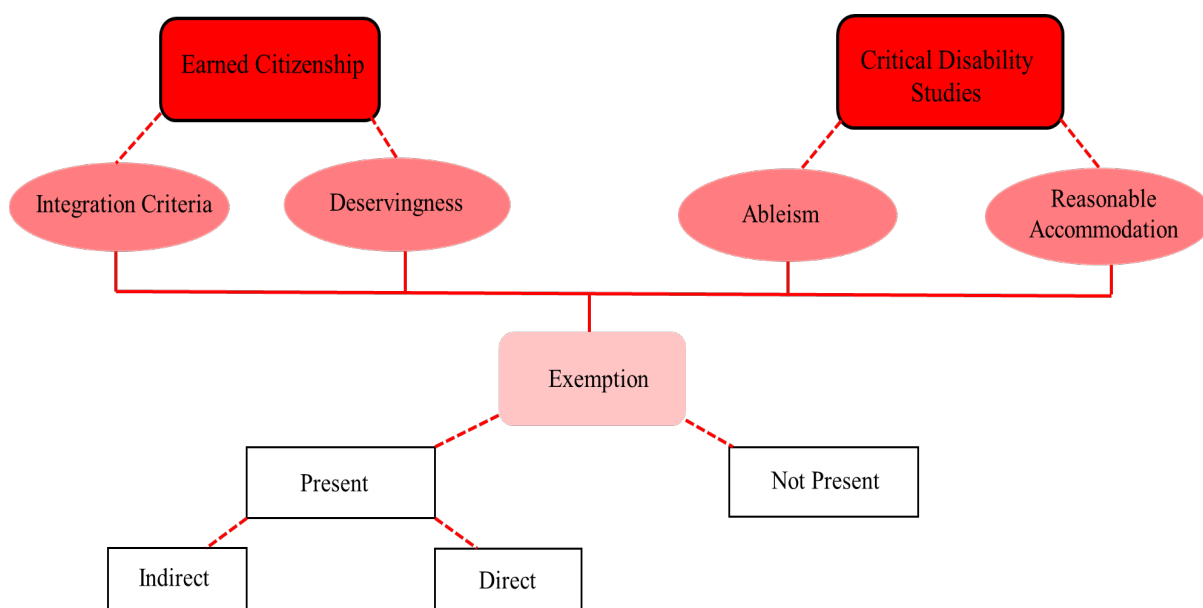 Earned Citizenship
Critical Disability
Studies
Integration Criteria
Deservingness
Ableism
Reasonable
Accommodation
Exemption
Present
Not Present
Indirect
Direct